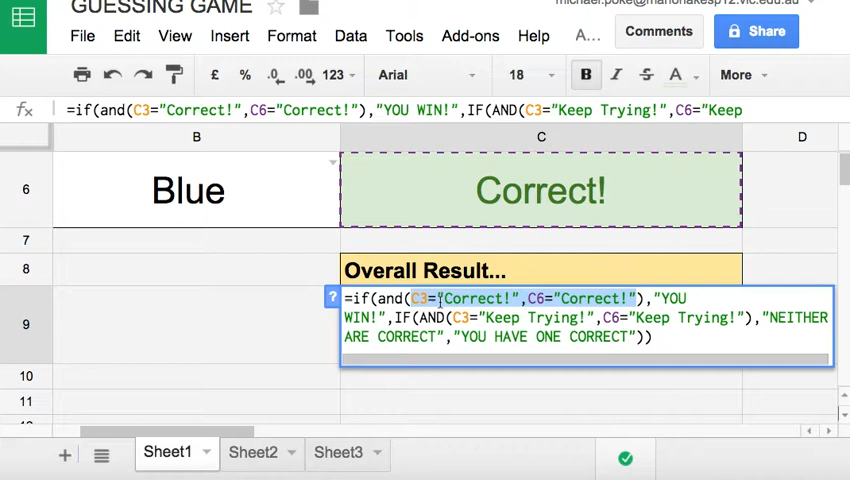 GUESSING GAME
File Edit View Insert Format Data Tools Add-ons Help A... Comments Share
£ % .0 .00 123 Arial 18 B I S A More
fx =if(and(C3="Correct!",C6="Correct!"),"YOU WIN!",IF(AND(C3="Keep Trying!",C6="Keep
B C D
6 Blue Correct!
7
8 Overall Result...
? =if(and(C3="Correct!",C6="Correct!"),"YOU
9 WIN!",IF(AND(C3="Keep Trying!",C6="Keep Trying!"),"NEITHER
ARE CORRECT","YOU HAVE ONE CORRECT"))
10
11
Sheet1 Sheet2 Sheet3